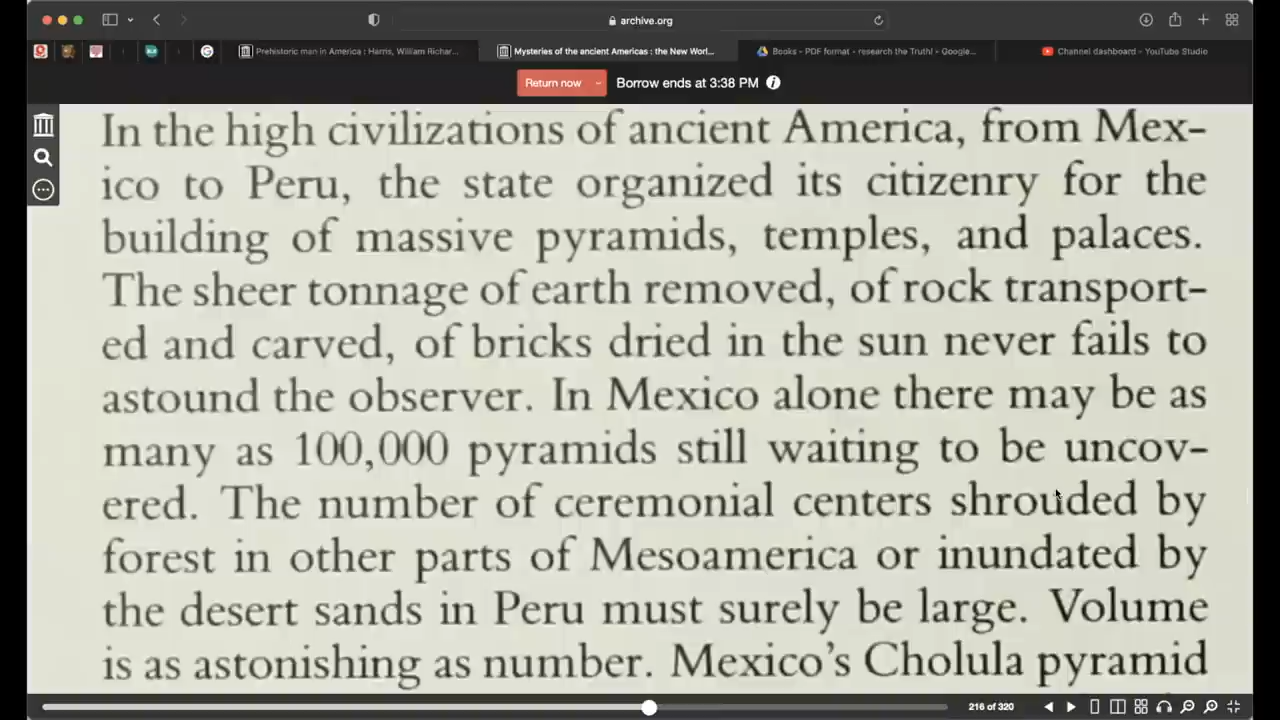 archive.org
Prehistoric man in America : Harris, William Richar...
Mysteries of the ancient Americas : the New Worl...
Books - PDF format - research the Truth! - Google...
Channel dashboard - YouTube Studio
Return now
Borrow ends at 3:38 PM
In the high civilizations of ancient America, from Mex-
ico to Peru, the state organized its citizenry for the
building of massive pyramids, temples, and palaces.
The sheer tonnage of earth removed, of rock transport-
ed and carved, of bricks dried in the sun never fails to
astound the observer. In Mexico alone there may be as
many as 100,000 pyramids still waiting to be uncov-
ered. The number of ceremonial centers shrouded by
forest in other parts of Mesoamerica or inundated by
the desert sands in Peru must surely be large. Volume
is as astonishing as number. Mexico's Cholula pyramid
216 of 320